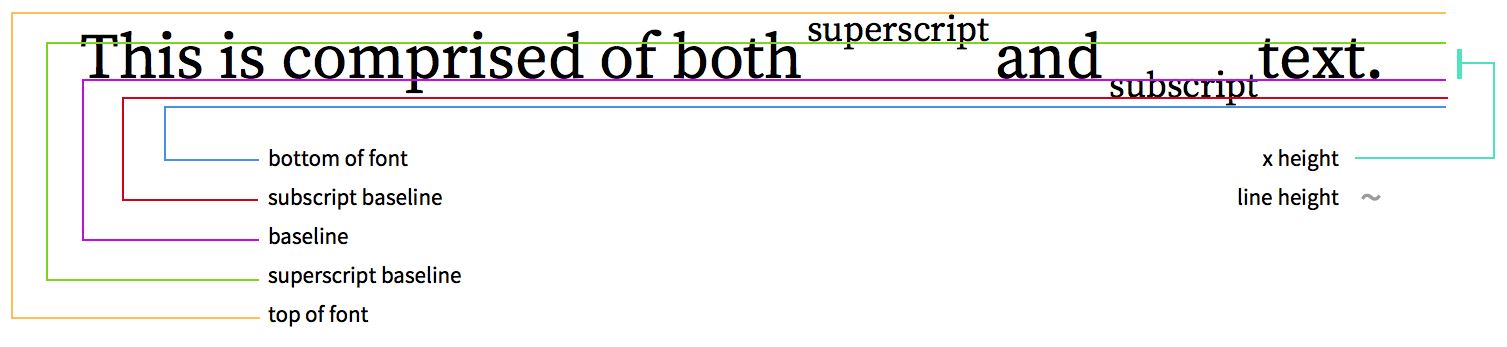 This is comprised of both superscript and subscript text.
bottom of font
subscript baseline
baseline
superscript baseline
top of font
x height
line height ~